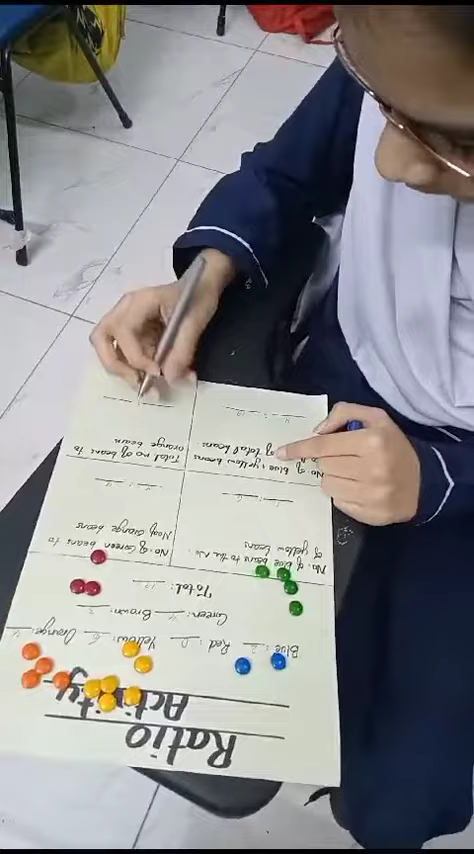 Ratio
Activity
Blue: 2 Red: 0 Yellow: 6 Orange: 4
Green: 4 Brown: 3
Total:
No. of blue beans to the No.
of yellow beans
No. of Green beans to
No of orange beans
No. of blue & yellow beans
of total beans.
Total no of beans to
orange beans